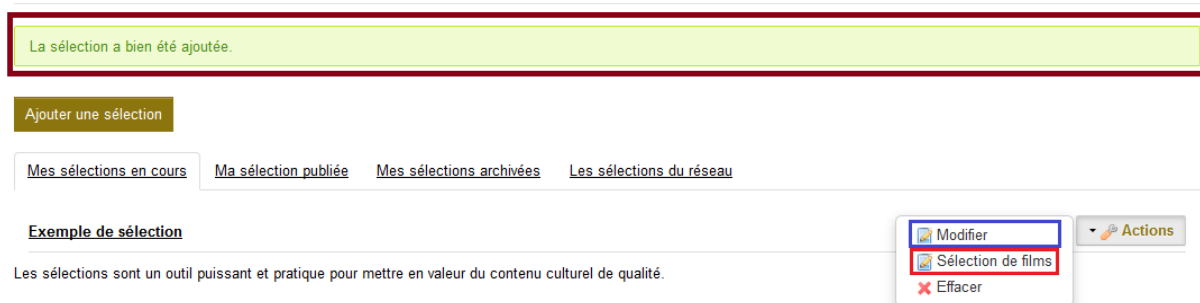 La sélection a bien été ajoutée.
Ajouter une sélection
Mes sélections en cours Ma sélection publiée Mes sélections archivées Les sélections du réseau
Exemple de sélection
Actions
Modifier
Sélection de films
Effacer
Les sélections sont un outil puissant et pratique pour mettre en valeur du contenu culturel de qualité.